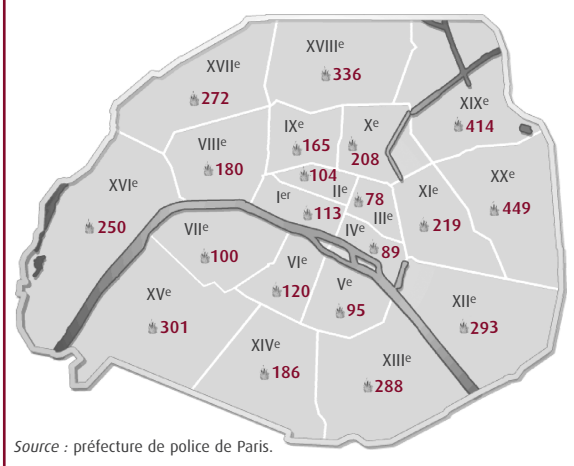 XVIIe
272
XVIIIe
336
XIXe
414
IXe
165
Xe
208
VIIIe
180
104
IIe
XVIe
250
Ier
113
78
IIIe
XIe
219
XXe
449
VIIe
100
IVe
89
VIe
120
Ve
95
XVe
301
XIIe
293
XIVe
186
XIIIe
288
Source : préfecture de police de Paris.